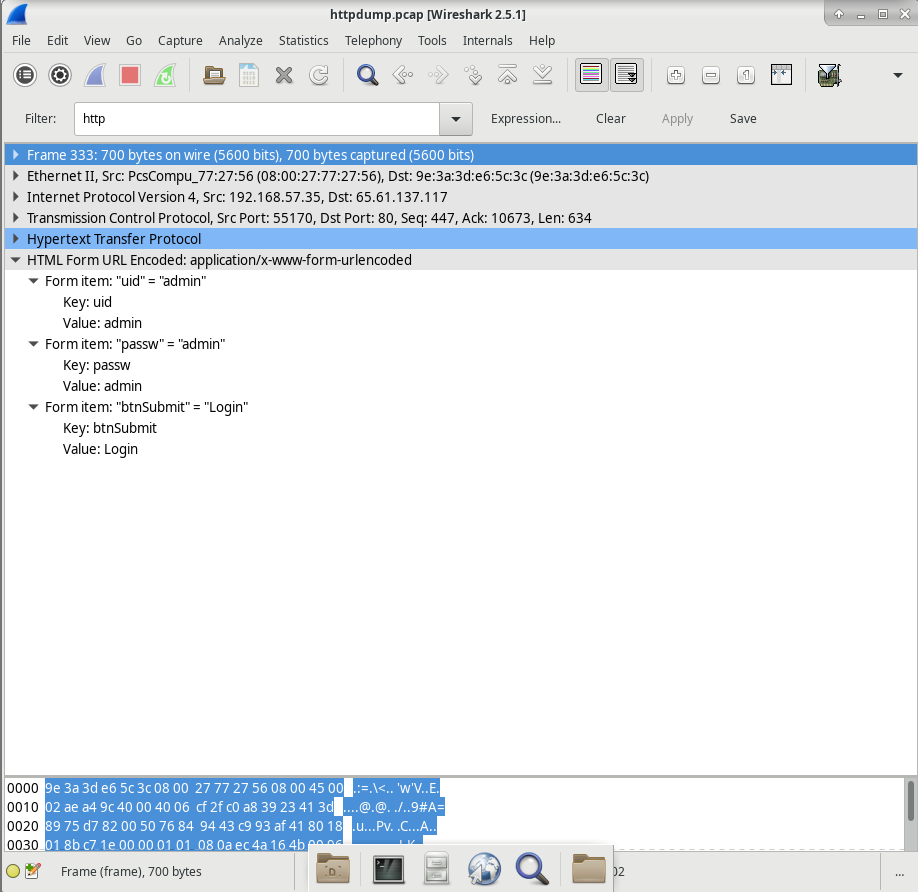 httpdump.pcap [Wireshark 2.5.1]
File Edit View Go Capture Analyze Statistics Telephony Tools Internals Help
Filter: http Expression... Clear Apply Save
Frame 333: 700 bytes on wire (5600 bits), 700 bytes captured (5600 bits)
Ethernet II, Src: PcsCompu_77:27:56 (08:00:27:77:27:56), Dst: 9e:3a:3d:e6:5c:3c (9e:3a:3d:e6:5c:3c)
Internet Protocol Version 4, Src: 192.168.57.35, Dst: 65.61.137.117
Transmission Control Protocol, Src Port: 55170, Dst Port: 80, Seq: 447, Ack: 10673, Len: 634
Hypertext Transfer Protocol
HTML Form URL Encoded: application/x-www-form-urlencoded
Form item: "uid" = "admin"
Key: uid
Value: admin
Form item: "passw" = "admin"
Key: passw
Value: admin
Form item: "btnSubmit" = "Login"
Key: btnSubmit
Value: Login
0000 9e 3a 3d e6 5c 3c 08 00 27 77 27 56 08 00 45 00 .:=.\<.. 'w'V..E.
0010 02 ae a4 9c 40 00 40 06 cf 2f c0 a8 39 23 41 3d ....@.@. ./..9#A=
0020 89 75 d7 82 00 50 76 84 94 43 c9 93 af 41 80 18 .u...Pv. .C...A..
0030 01 8b c7 1e 00 00 01 01 08 0a ec 4a 16 4b 00 06
Frame (frame), 700 bytes 02 ...